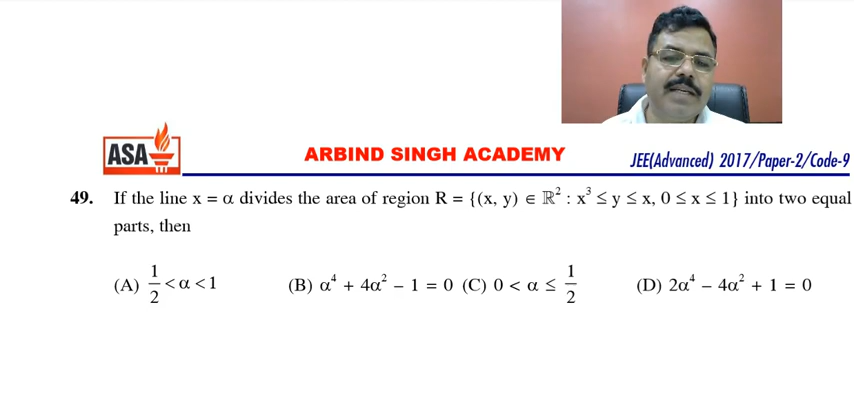 ASA
ARBIND SINGH ACADEMY
JEE(Advanced) 2017/Paper-2/Code-9
49. If the line x = α divides the area of region R = {(x, y) ∈ ℝ² : x³ ≤ y ≤ x, 0 ≤ x ≤ 1} into two equal
parts, then
(A) 1/2 < α < 1 (B) α⁴ + 4α² − 1 = 0 (C) 0 < α ≤ 1/2 (D) 2α⁴ − 4α² + 1 = 0